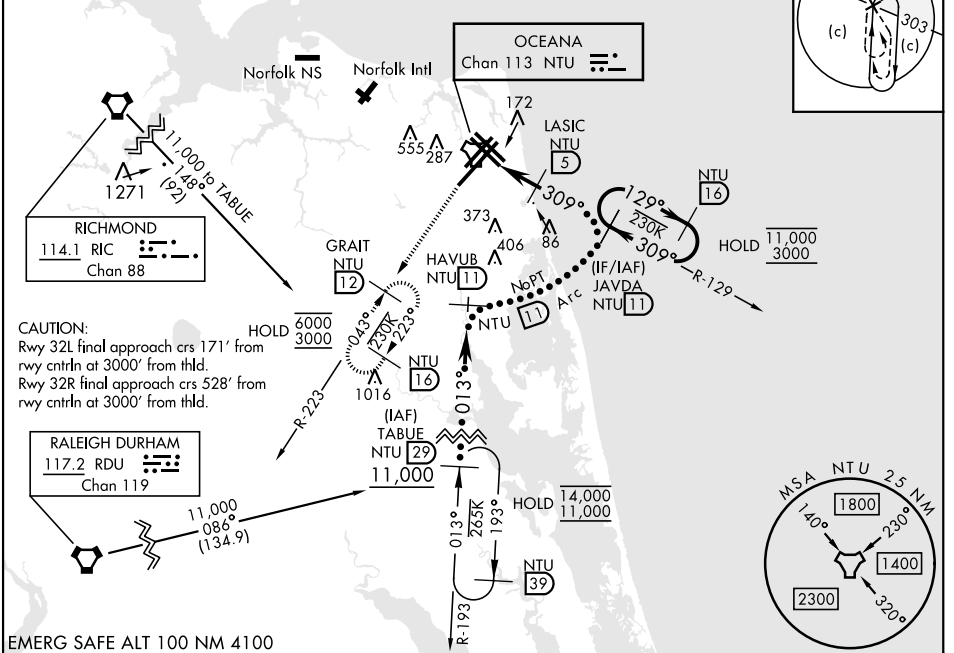 303
(c)
(c)
OCEANA
Chan 113 NTU
Norfolk NS
Norfolk Intl
172
555
287
LASIC
NTU
5
11,000 to TABUE
148°
(92)
1271
RICHMOND
114.1 RIC
Chan 88
309°
129°
230K
309°
NTU
16
HOLD 11,000
3000
R-129
373
406
86
(IF/IAF)
JAVDA
NTU 11
GRAIT
NTU
12
HAVUB
NTU 11
NoPT
NTU 11 Arc
HOLD 6000
3000
043°
230K
223°
NTU
16
1016
R-223
CAUTION:
Rwy 32L final approach crs 171' from
rwy cntrln at 3000' from thld.
Rwy 32R final approach crs 528' from
rwy cntrln at 3000' from thld.
013°
(IAF)
TABUE
NTU 29
11,000
RALEIGH DURHAM
117.2 RDU
Chan 119
11,000
086°
(134.9)
013°
265K
193°
HOLD 14,000
11,000
NTU
39
R-193
MSA NTU 25 NM
1800
140°
230°
1400
2300
320°
EMERG SAFE ALT 100 NM 4100